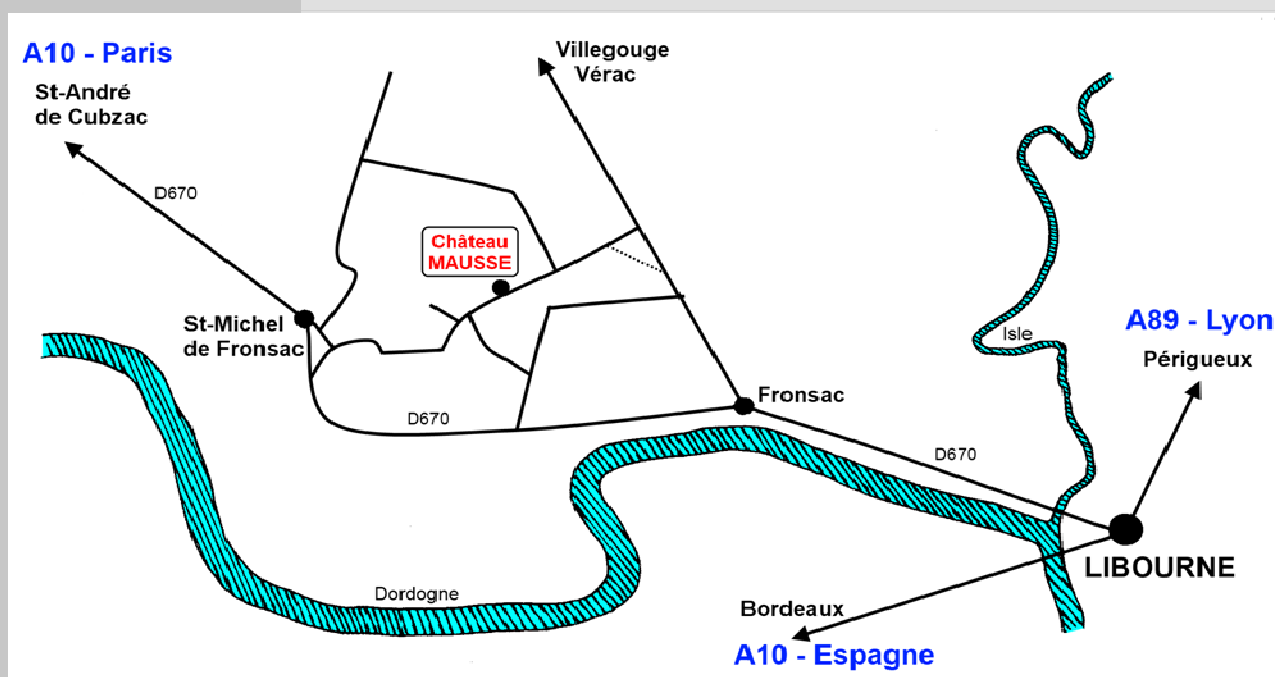 A10 - Paris
St-André
de Cubzac
Villegouge
Vérac
D670
Château
MAUSSE
St-Michel
de Fronsac
Isle
A89 - Lyon
Périgueux
Fronsac
D670
D670
LIBOURNE
Dordogne
Bordeaux
A10 - Espagne